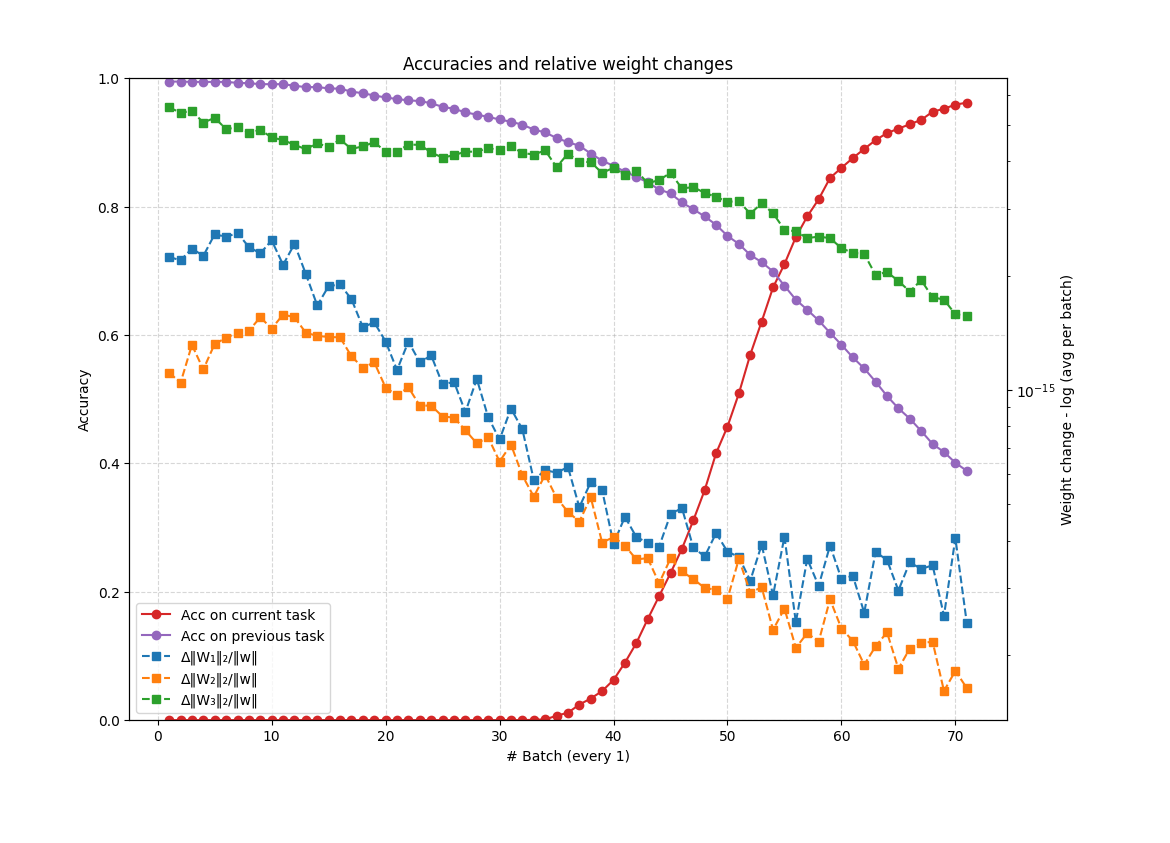 Accuracies and relative weight changes
1.0
0.8
0.6
0.4
0.2
0.0
Accuracy
0
10
20
30
40
50
60
70
# Batch (every 1)
10⁻¹⁵
Weight change - log (avg per batch)
Acc on current task
Acc on previous task
Δ‖W₁‖₂/‖w‖
Δ‖W₂‖₂/‖w‖
Δ‖W₃‖₂/‖w‖